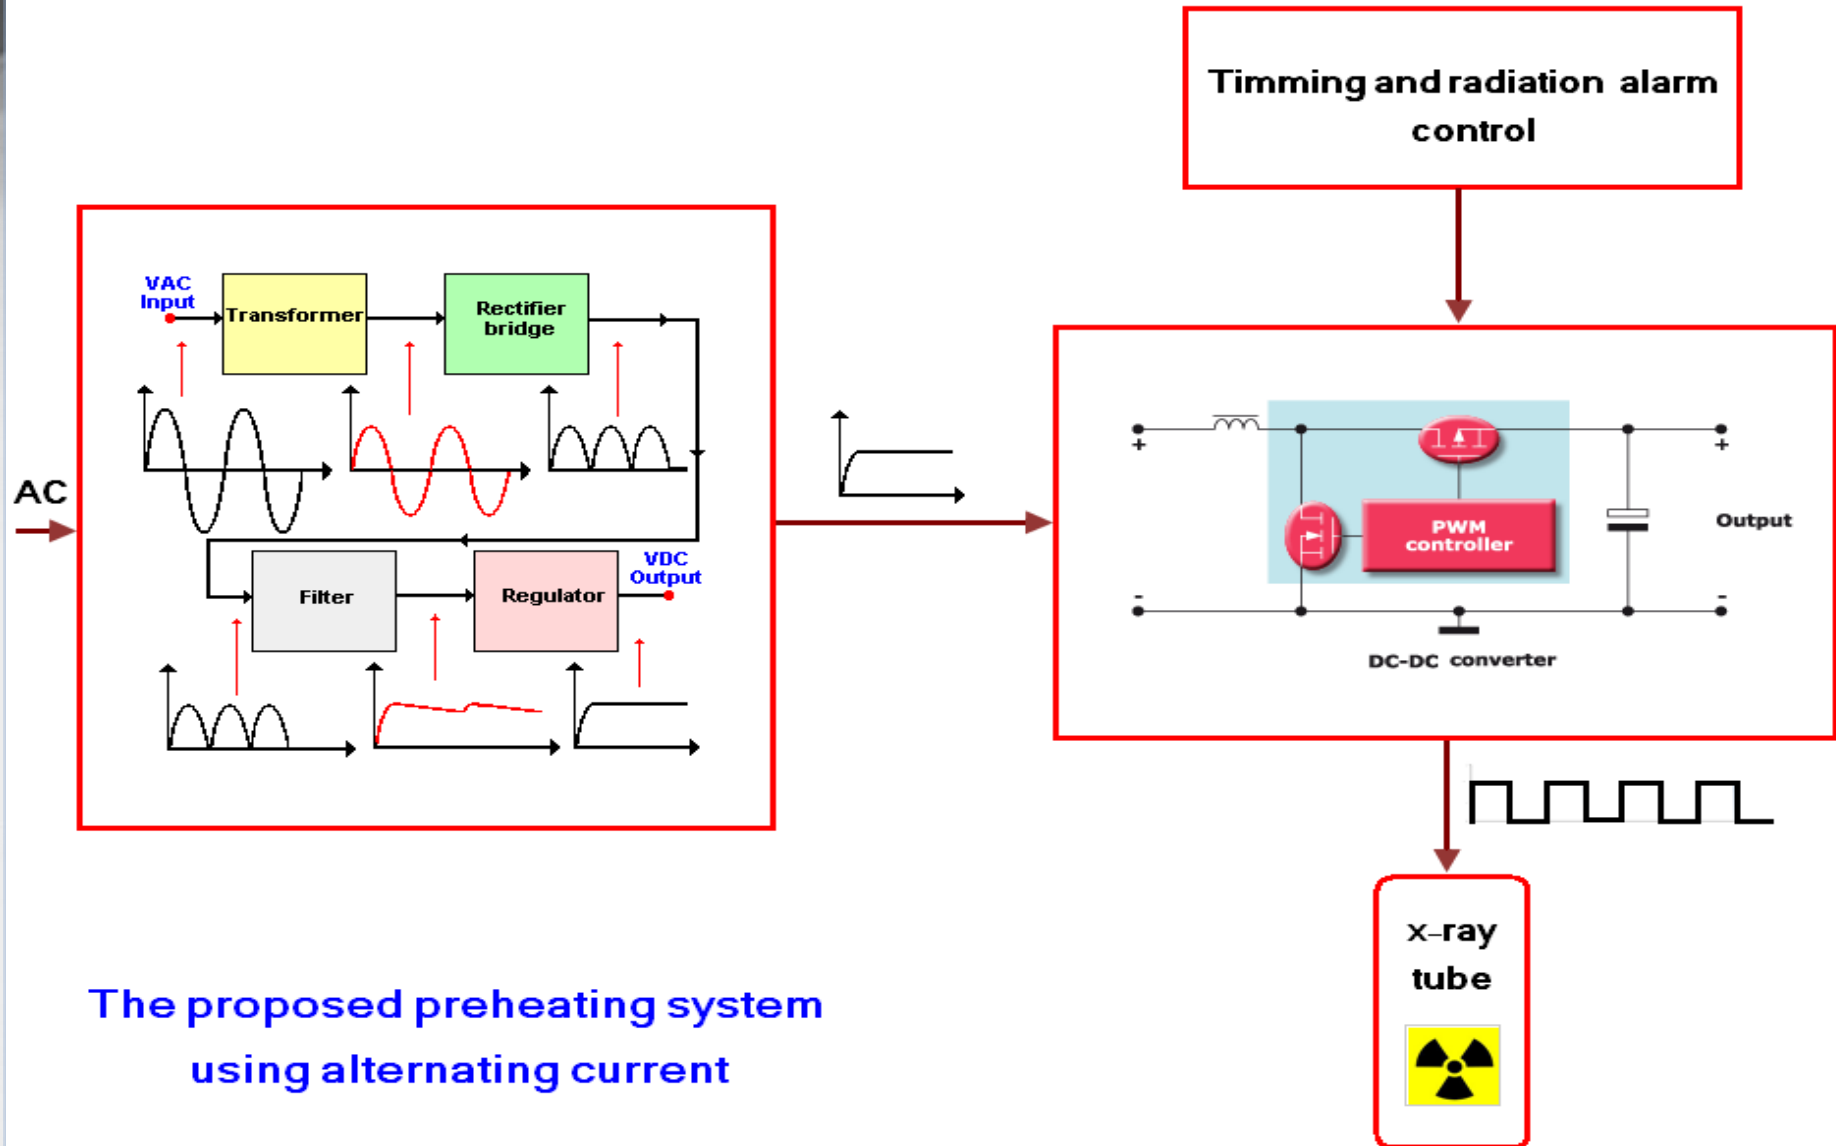 Timming and radiation alarm
control
VAC
Input
Transformer
Rectifier
bridge
AC
Filter
Regulator
VDC
Output
+
+
PWM
controller
Output
-
-
DC-DC converter
x-ray
tube
The proposed preheating system
using alternating current